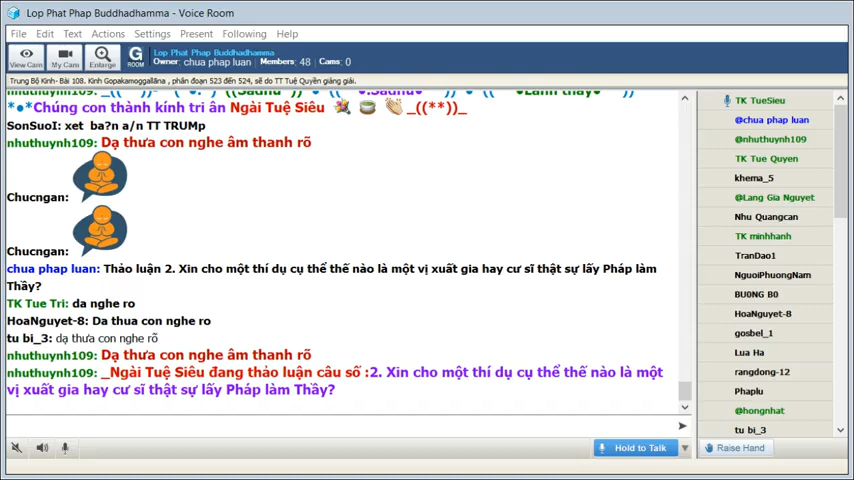 Lop Phat Phap Buddhadhamma - Voice Room
File Edit Text Actions Settings Present Following Help
View Cam My Cam Enlarge G ROOM
Lop Phat Phap Buddhadhamma
Owner: chua phap luan; Members: 48 Cams: 0
Trung Bộ Kinh- Bài 108. Kinh Gopakamoggallāna , phân đoạn 523 đến 524, sẽ do TT Tuệ Quyền giảng giải.
*●*Chúng con thành kính tri ân Ngài Tuệ Siêu _((**))_
SonSuoI: xet ba?n a/n TT TRUMp
nhuthuynh109: Dạ thưa con nghe âm thanh rõ
Chucngan:
Chucngan:
chua phap luan: Thảo luận 2. Xin cho một thí dụ cụ thể thế nào là một vị xuất gia hay cư sĩ thật sự lấy Pháp làm
Thầy?
TK Tue Tri: da nghe ro
HoaNguyet-8: Da thua con nghe ro
tu bi_3: dạ thưa con nghe rõ
nhuthuynh109: Dạ thưa con nghe âm thanh rõ
nhuthuynh109: _Ngài Tuệ Siêu đang thảo luận câu số :2. Xin cho một thí dụ cụ thể thế nào là một
vị xuất gia hay cư sĩ thật sự lấy Pháp làm Thầy?
TK TueSieu
@chua phap luan
@nhuthuynh109
TK Tue Quyen
khema_5
@Lang Gia Nguyet
Nhu Quangcan
TK minhhanh
TranDao1
NguoiPhuongNam
BU0NG B0
HoaNguyet-8
gosbel_1
Lua Ha
rangdong-12
Phaplu
@hongnhat
tu bi_3
Hold to Talk
Raise Hand